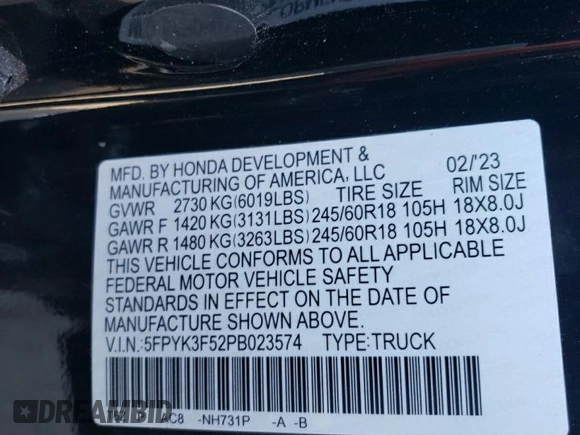 MFD. BY HONDA DEVELOPMENT &
MANUFACTURING OF AMERICA, LLC 02/'23
GVWR 2730 KG(6019LBS) TIRE SIZE RIM SIZE
GAWR F 1420 KG(3131LBS) 245/60R18 105H 18X8.0J
GAWR R 1480 KG(3263LBS) 245/60R18 105H 18X8.0J
THIS VEHICLE CONFORMS TO ALL APPLICABLE
FEDERAL MOTOR VEHICLE SAFETY
STANDARDS IN EFFECT ON THE DATE OF
MANUFACTURE SHOWN ABOVE.
V.I.N.:5FPYK3F52PB023574 TYPE:TRUCK
AC8 -NH731P -A -B
DREAMBID